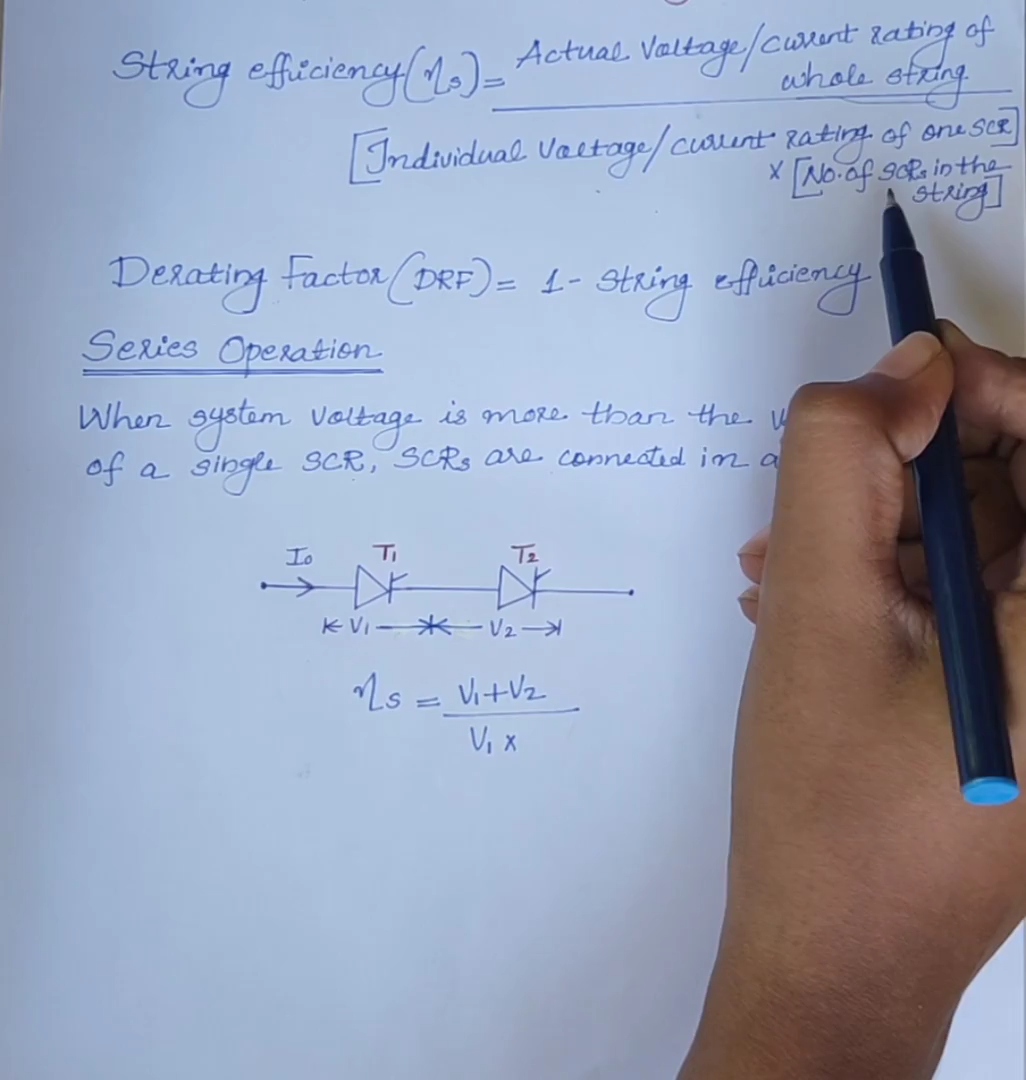 String efficiency (ηs) = Actual Voltage/current rating of
whole string
[Individual Voltage/current rating of one SCR]
x [No. of SCRs in the
string]
Derating Factor (DRF) = 1 - String efficiency
Series Operation
When system voltage is more than the
of a single SCR, SCRs are connected in
I₀ T₁ T₂
V₁ V₂
ηs = V₁+V₂
V₁ x